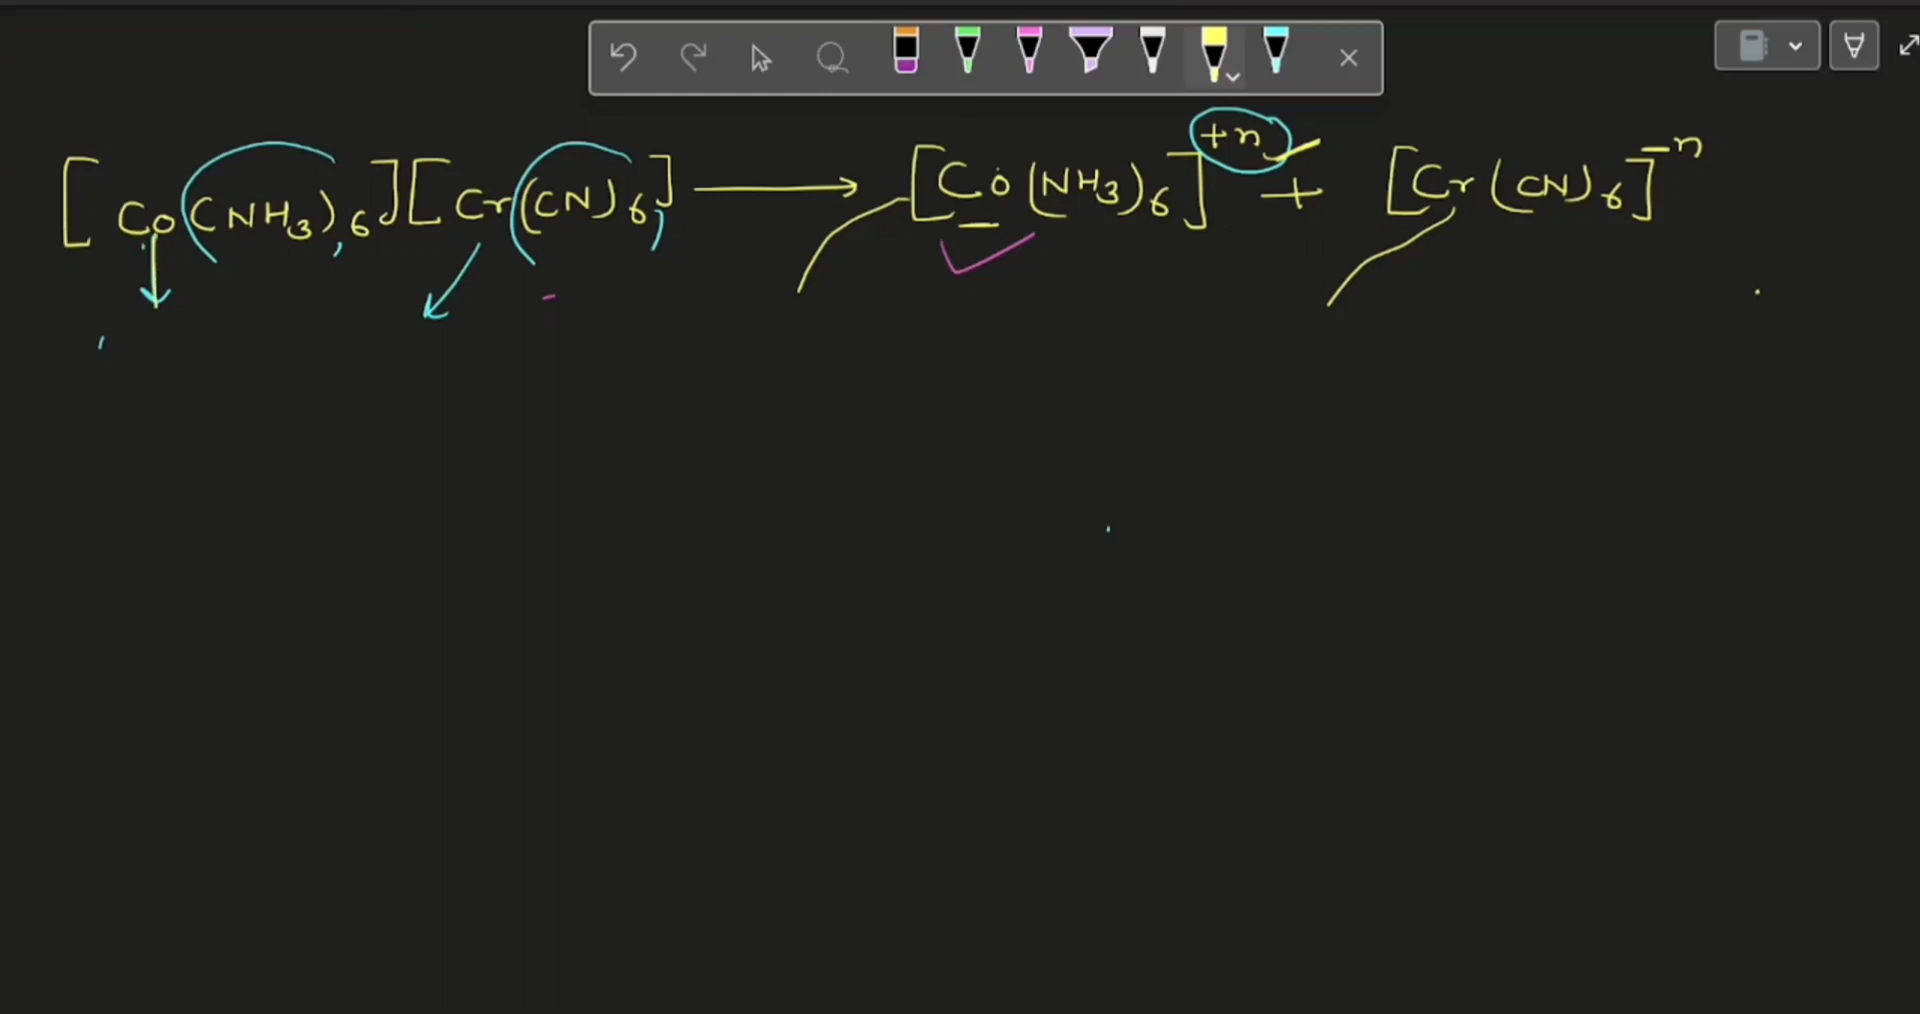 [Co(NH₃)₆][Cr(CN)₆] ⟶ [Co(NH₃)₆]⁺ⁿ + [Cr(CN)₆]⁻ⁿ